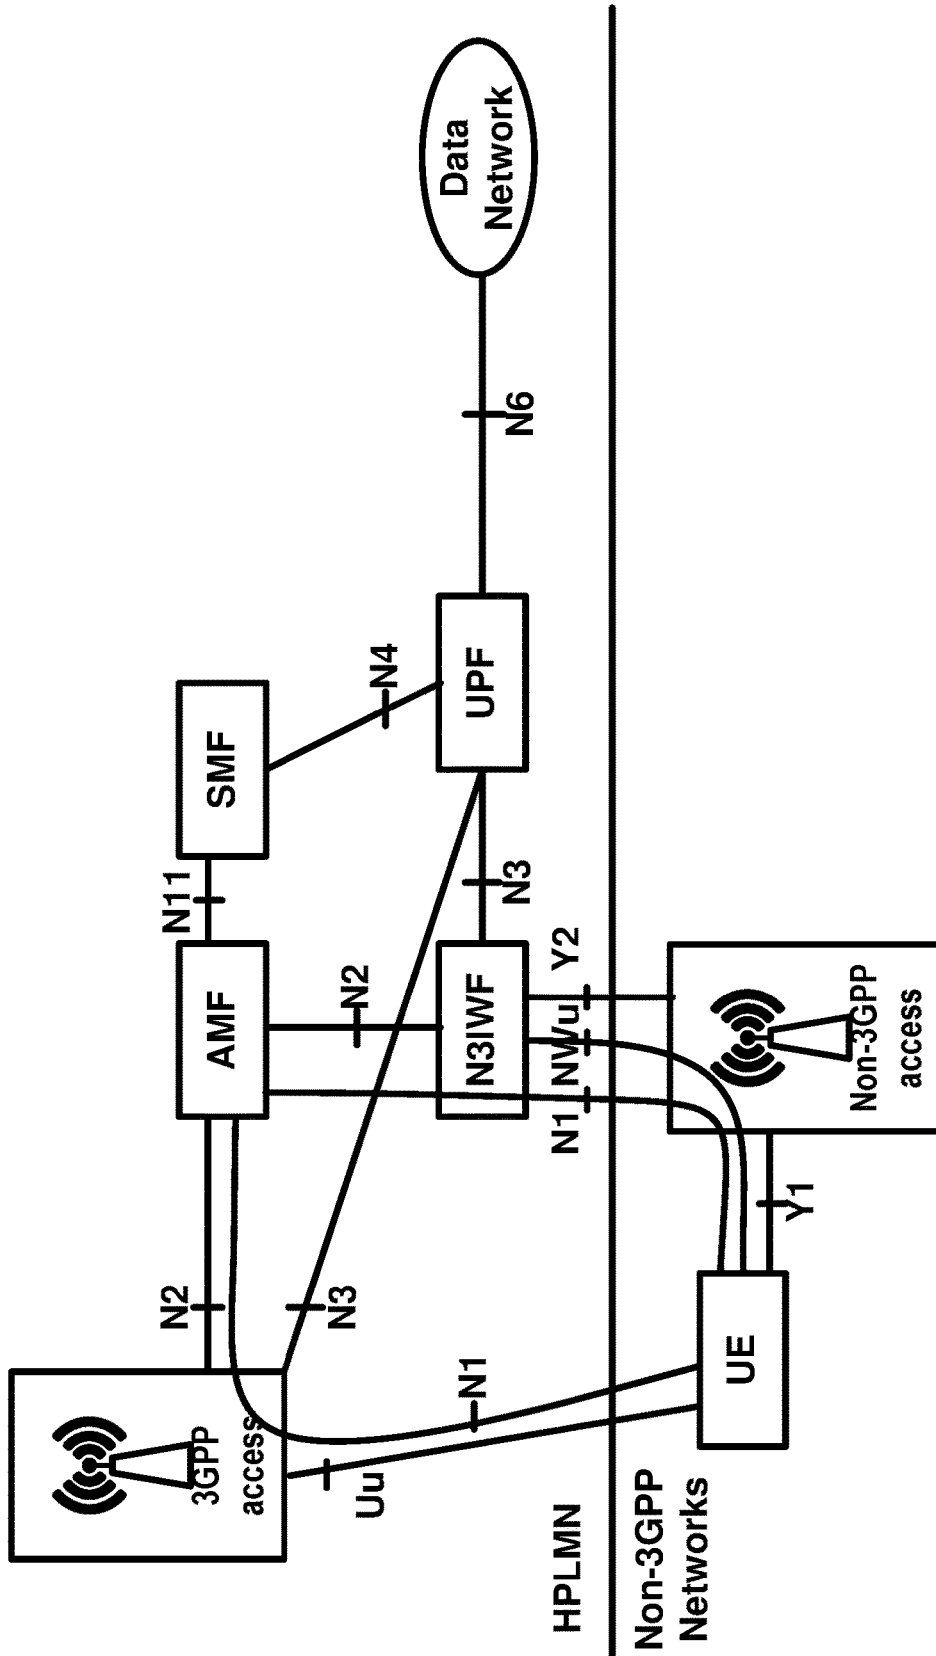 3GPP
access
N2
AMF
N11
SMF
N3
N2
N4
Uu
N1
N3IWF
N3
UPF
N6
Data
Network
N1
NWu
Y2
HPLMN
Non-3GPP
Networks
UE
Y1
Non-3GPP
access